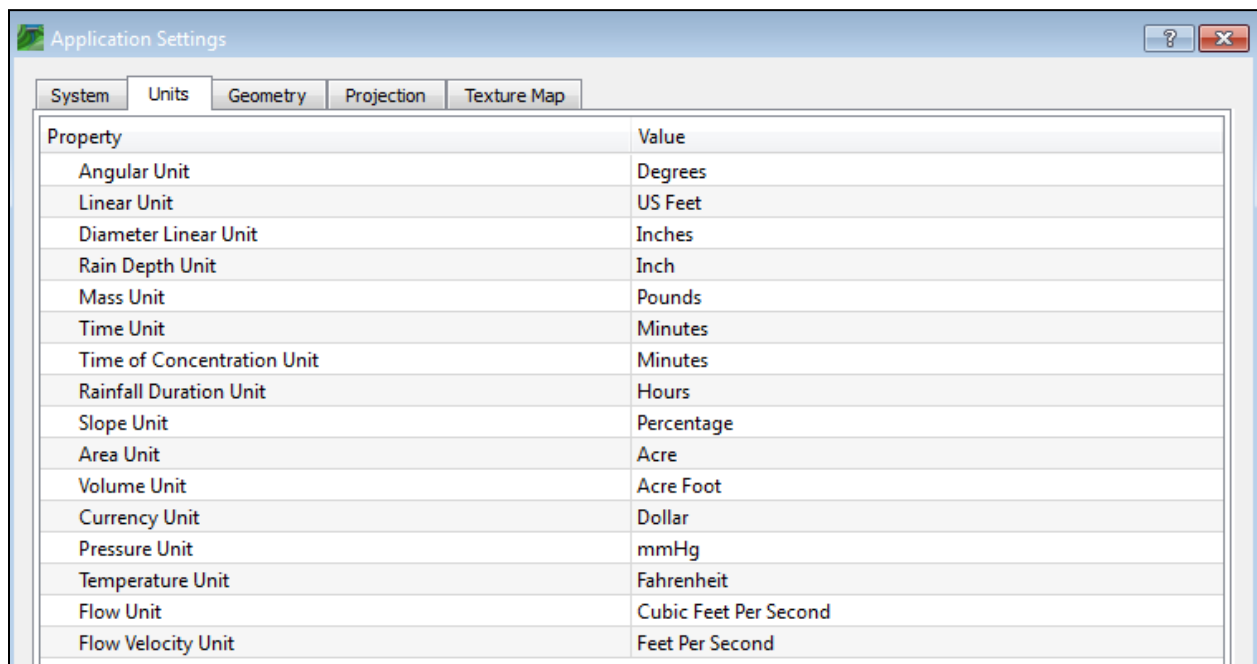 Application Settings
System Units Geometry Projection Texture Map
Property Value
Angular Unit Degrees
Linear Unit US Feet
Diameter Linear Unit Inches
Rain Depth Unit Inch
Mass Unit Pounds
Time Unit Minutes
Time of Concentration Unit Minutes
Rainfall Duration Unit Hours
Slope Unit Percentage
Area Unit Acre
Volume Unit Acre Foot
Currency Unit Dollar
Pressure Unit mmHg
Temperature Unit Fahrenheit
Flow Unit Cubic Feet Per Second
Flow Velocity Unit Feet Per Second